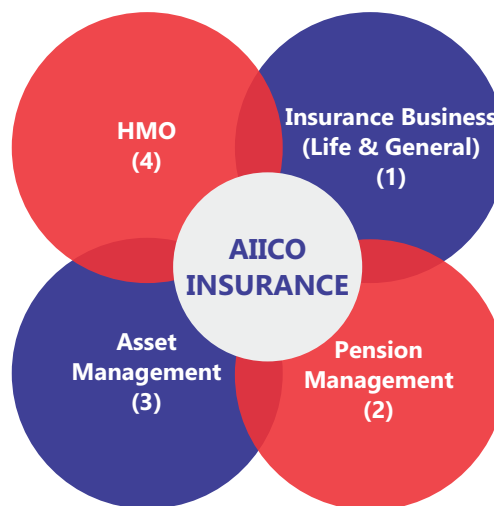 HMO
(4)
Insurance Business
(Life & General)
(1)
AIICO
INSURANCE
Asset
Management
(3)
Pension
Management
(2)